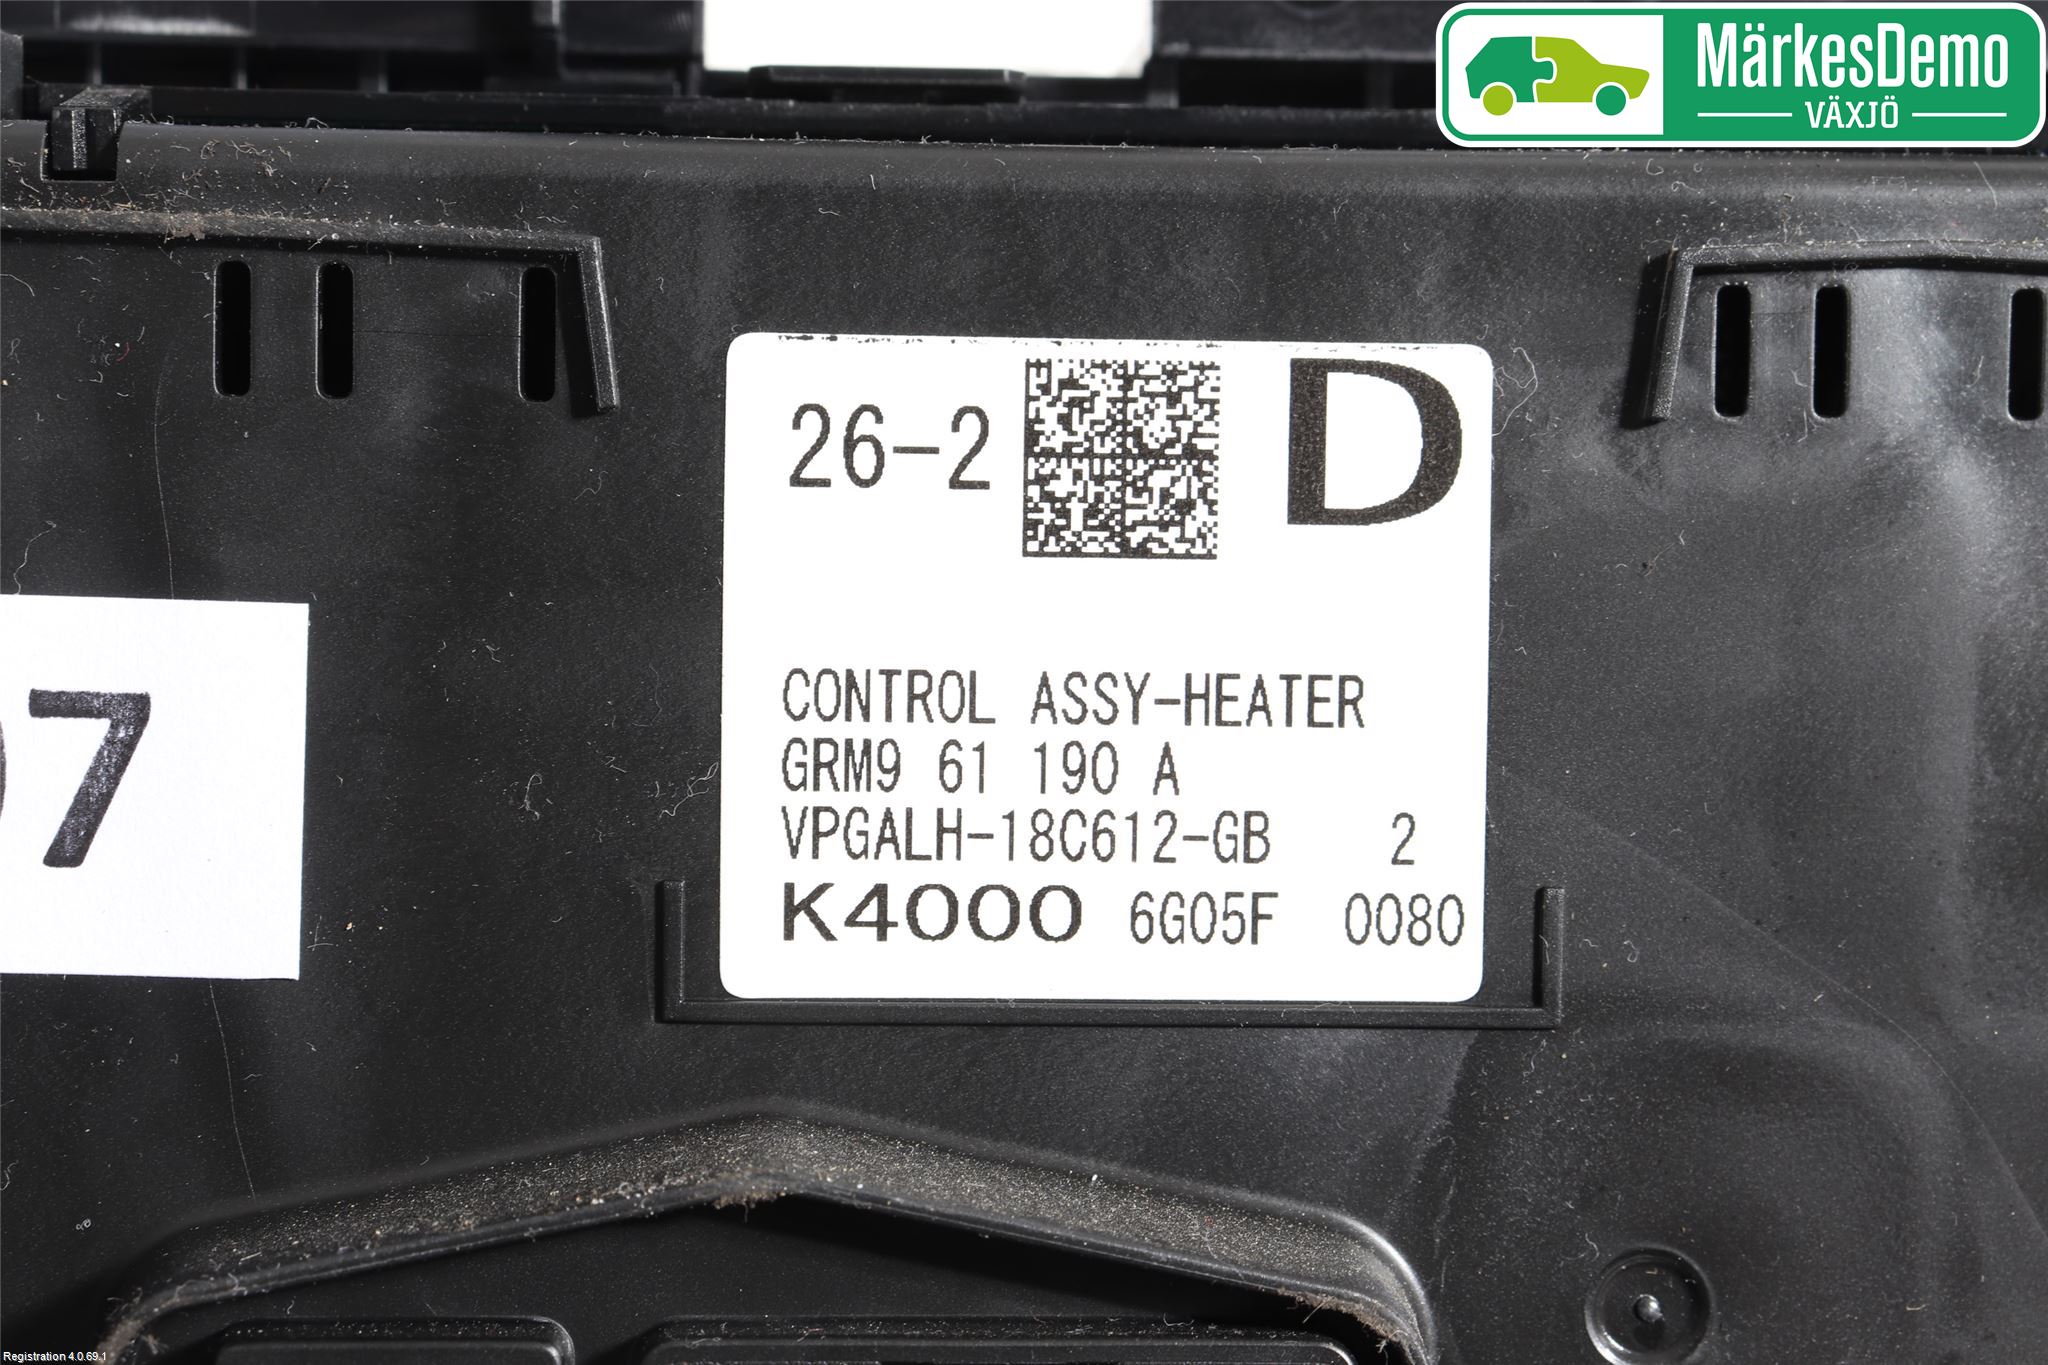 MärkesDemo
VÄXJÖ
26-2
D
CONTROL ASSY-HEATER
GRM9 61 190 A
VPGALH-18C612-GB 2
K4000 6G05F 0080
7
Registration 4.0.69.1